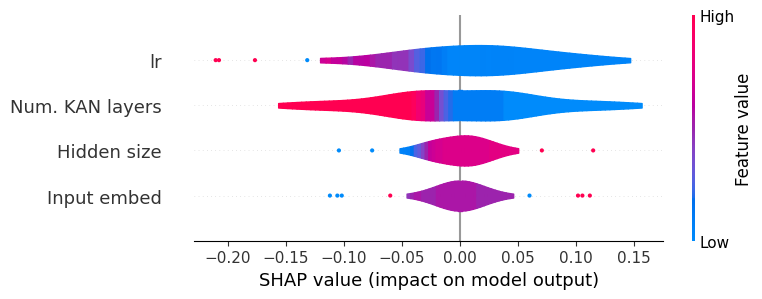 High
lr
Num. KAN layers
Hidden size
Input embed
Feature value
Low
−0.20 −0.15 −0.10 −0.05 0.00 0.05 0.10 0.15
SHAP value (impact on model output)